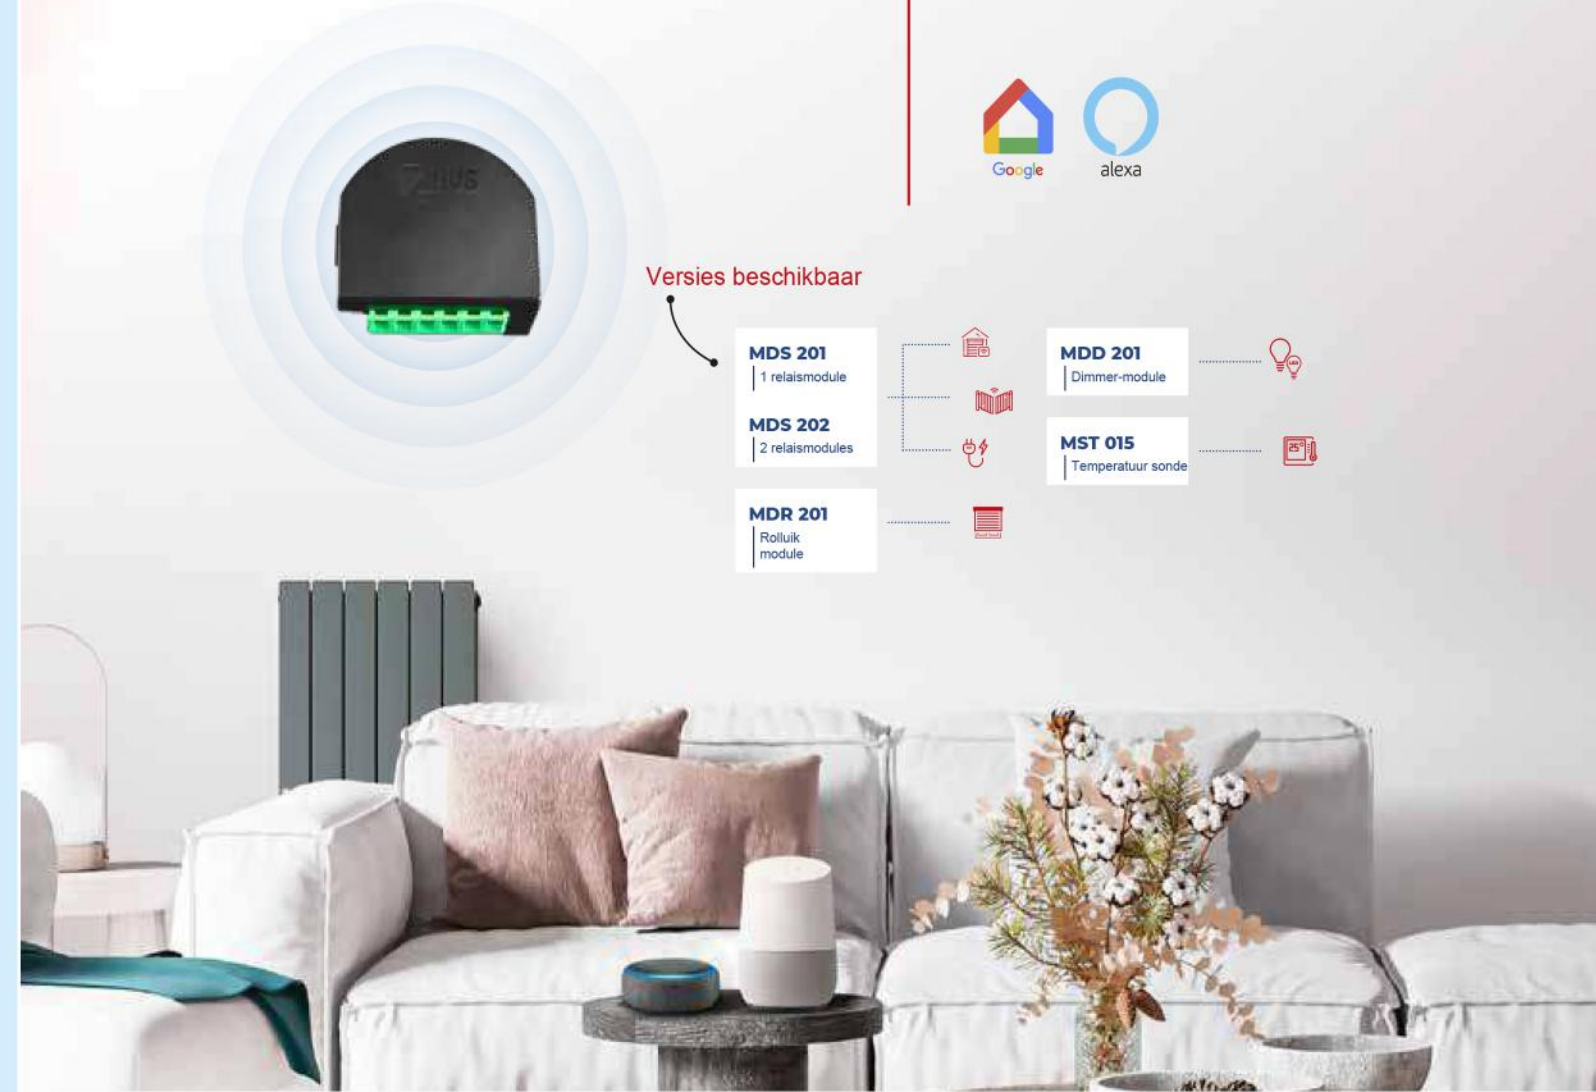 Google
alexa
Versies beschikbaar
MDS 201
1 relaismodule
MDS 202
2 relaismodules
MDR 201
Rolluik
module
MDD 201
Dimmer-module
MST 015
Temperatuur sonde
25°